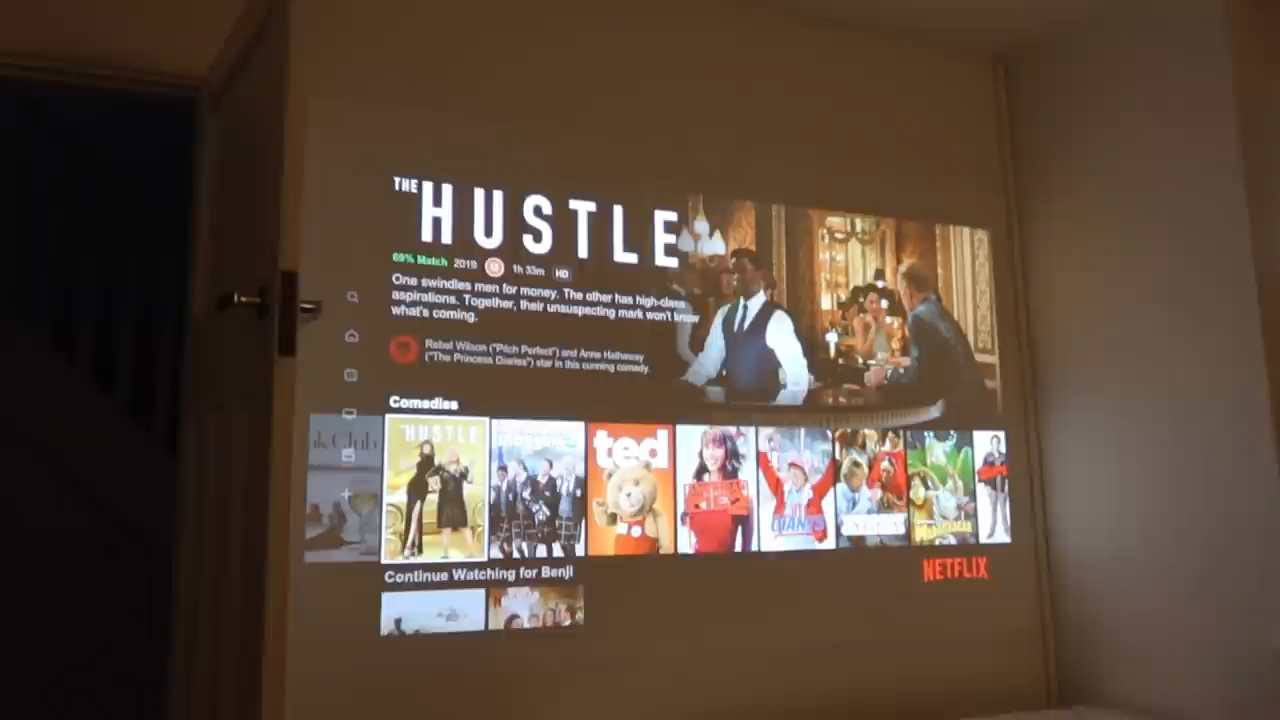 THE
HUSTLE
69% Match 2019 1h 33m HD
One swindles men for money. The other has high-class
aspirations. Together, their unsuspecting mark won't know
what's coming.
Rebel Wilson ("Pitch Perfect") and Anne Hathaway
("The Princess Diaries") star in this cunning comedy.
Comedies
HUSTLE
ted
Continue Watching for Benji
NETFLIX